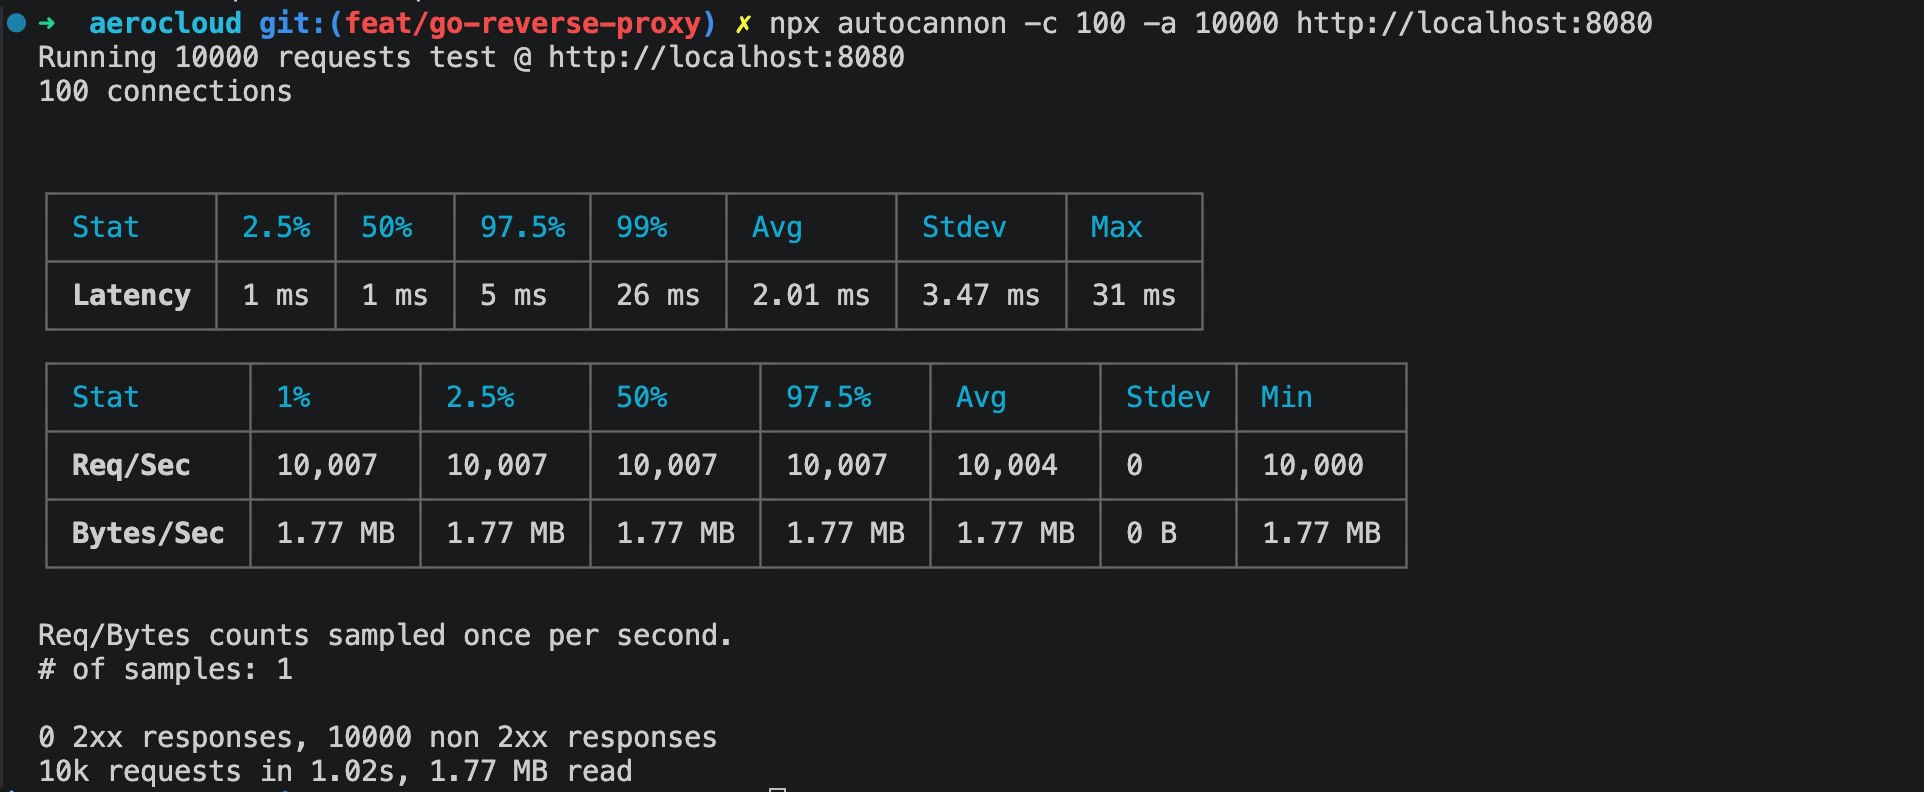 ➜  aerocloud git:(feat/go-reverse-proxy) ✗ npx autocannon -c 100 -a 10000 http://localhost:8080
Running 10000 requests test @ http://localhost:8080
100 connections
Stat 2.5% 50% 97.5% 99% Avg Stdev Max
Latency 1 ms 1 ms 5 ms 26 ms 2.01 ms 3.47 ms 31 ms
Stat 1% 2.5% 50% 97.5% Avg Stdev Min
Req/Sec 10,007 10,007 10,007 10,007 10,004 0 10,000
Bytes/Sec 1.77 MB 1.77 MB 1.77 MB 1.77 MB 1.77 MB 0 B 1.77 MB
Req/Bytes counts sampled once per second.
# of samples: 1
0 2xx responses, 10000 non 2xx responses
10k requests in 1.02s, 1.77 MB read